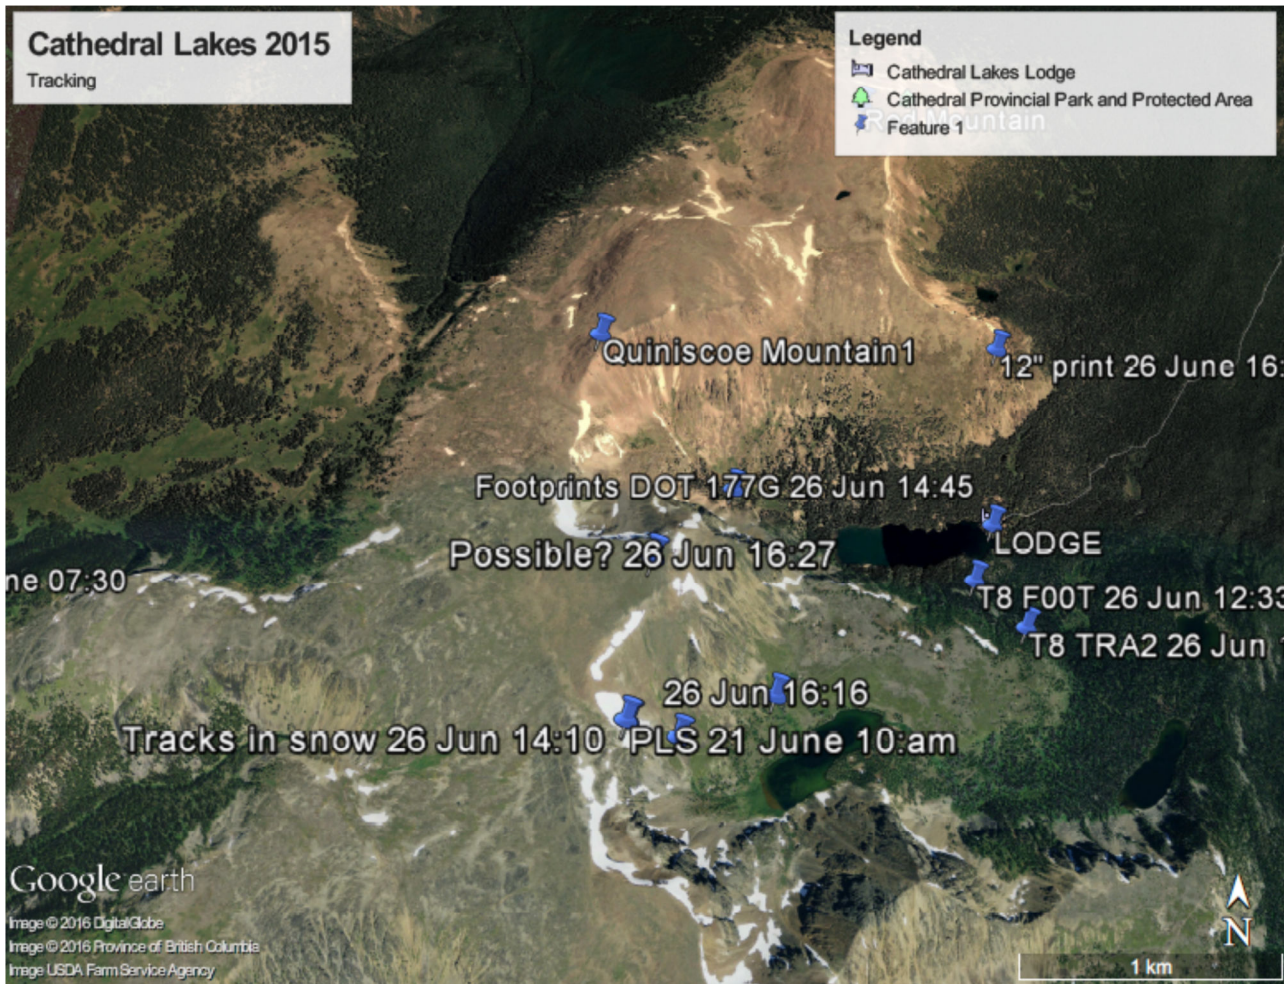 Cathedral Lakes 2015
Tracking
Legend
Cathedral Lakes Lodge
Cathedral Provincial Park and Protected Area
Red Mountain
Feature 1
Quiniscoe Mountain1
12" print 26 June 16:
Footprints DOT 177G 26 Jun 14:45
LODGE
Possible? 26 Jun 16:27
ne 07:30
T8 F00T 26 Jun 12:33
T8 TRA2 26 Jun
26 Jun 16:16
Tracks in snow 26 Jun 14:10
PLS 21 June 10:am
Google earth
Image © 2016 DigitalGlobe
Image © 2016 Province of British Columbia
Image USDA Farm Service Agency
N
1 km